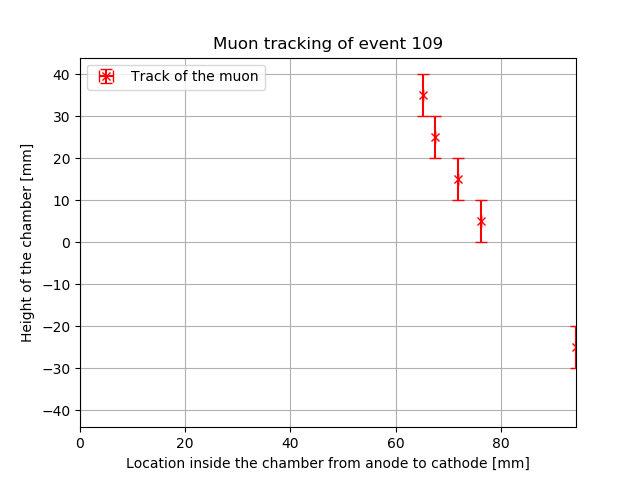 Muon tracking of event 109
Track of the muon
40
30
20
10
0
−10
−20
−30
−40
Height of the chamber [mm]
0 20 40 60 80
Location inside the chamber from anode to cathode [mm]